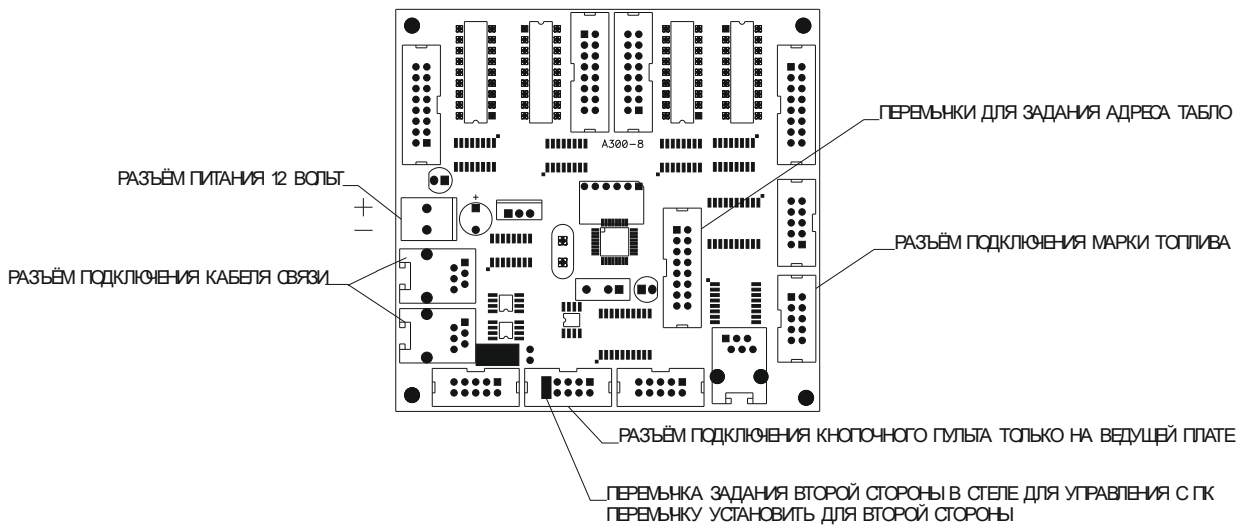 ПЕРЕМЫЧКИ ДЛЯ ЗАДАНИЯ АДРЕСА ТАБЛО
A300-8
РАЗЪЁМ ПИТАНИЯ 12 ВОЛЬТ
+
+
−
РАЗЪЁМ ПОДКЛЮЧЕНИЯ МАРКИ ТОПЛИВА
РАЗЪЁМ ПОДКЛЮЧЕНИЯ КАБЕЛЯ СВЯЗИ
РАЗЪЁМ ПОДКЛЮЧЕНИЯ КНОПОЧНОГО ПУЛЬТА ТОЛЬКО НА ВЕДУЩЕЙ ПЛАТЕ
ПЕРЕМЫЧКА ЗАДАНИЯ ВТОРОЙ СТОРОНЫ В СТЕЛЕ ДЛЯ УПРАВЛЕНИЯ С ПК
ПЕРЕМЫЧКУ УСТАНОВИТЬ ДЛЯ ВТОРОЙ СТОРОНЫ